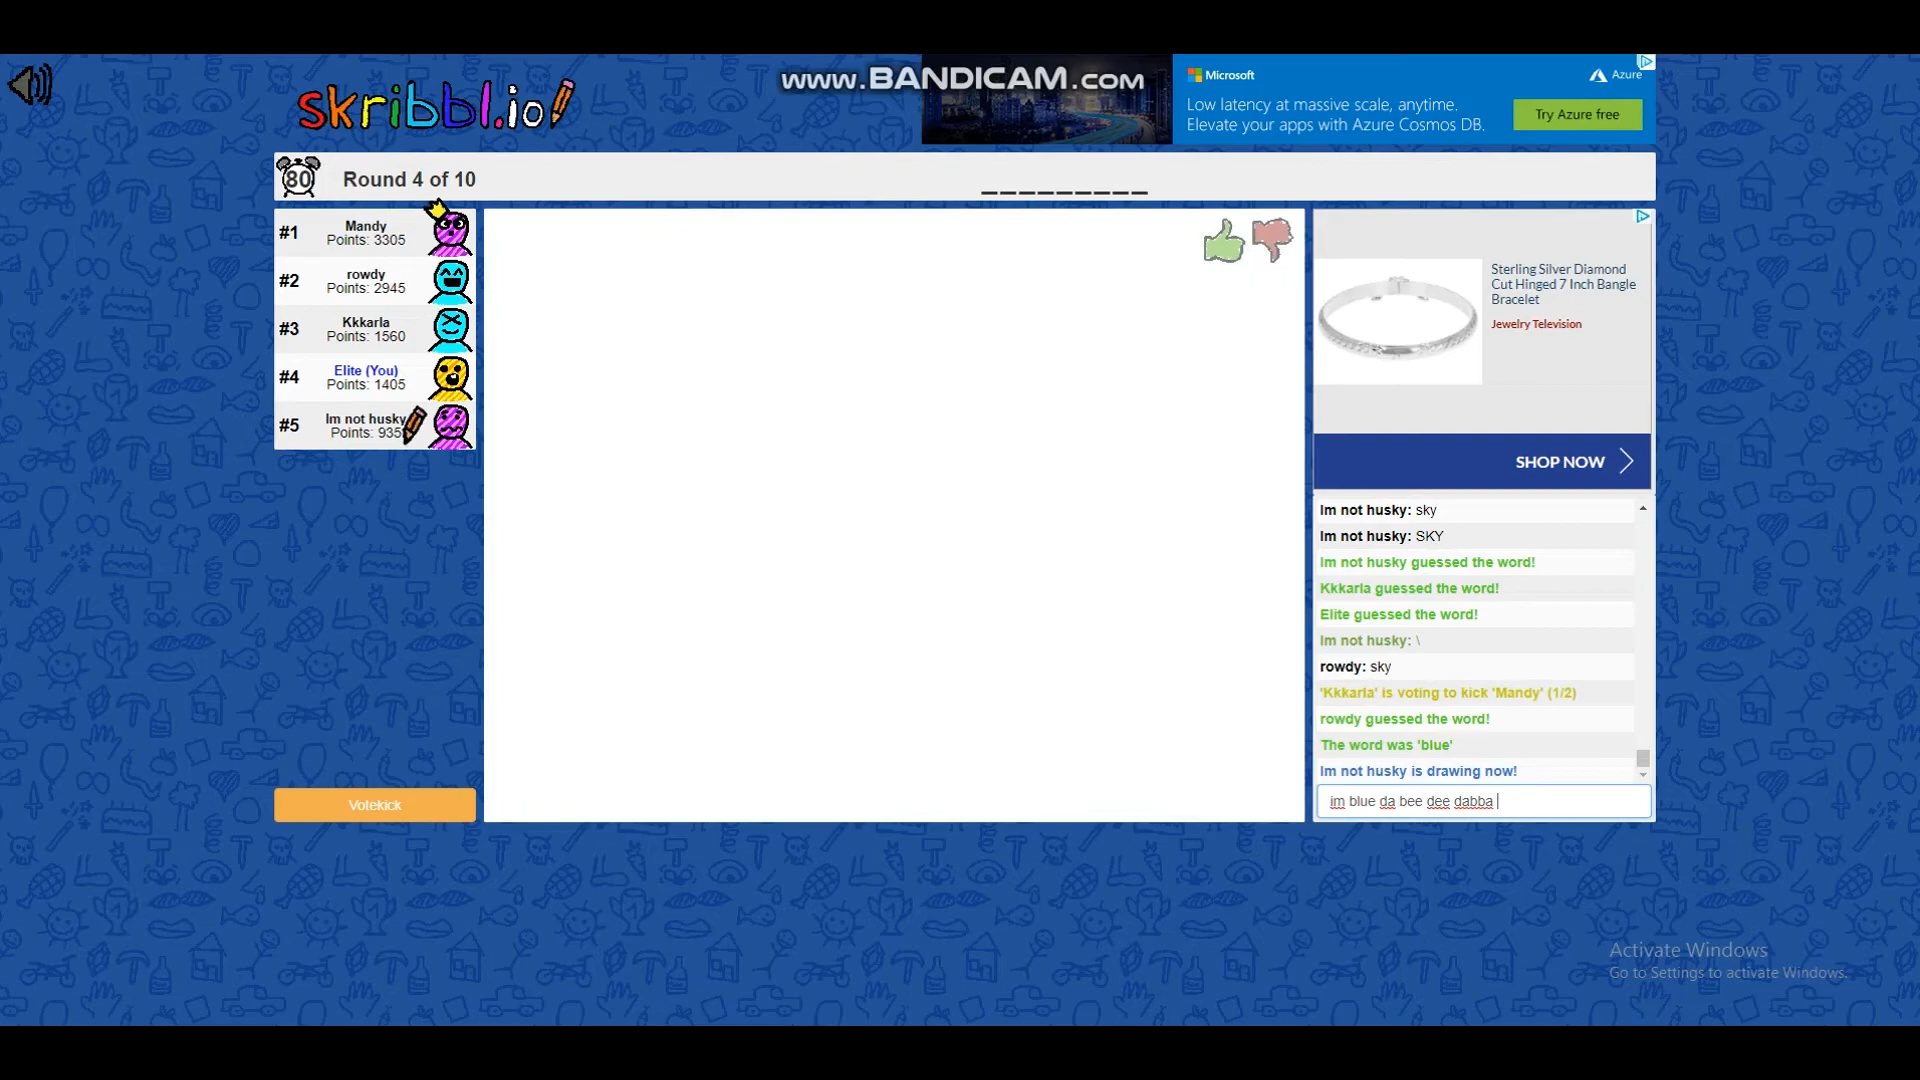 www.BANDICAM.com
skribbl.io
Microsoft
Azure
Low latency at massive scale, anytime.
Elevate your apps with Azure Cosmos DB.
Try Azure free
80
Round 4 of 10
_________
#1
Mandy
Points: 3305
#2
rowdy
Points: 2945
#3
Kkkarla
Points: 1560
#4
Elite (You)
Points: 1405
#5
Im not husky
Points: 935
Votekick
Sterling Silver Diamond
Cut Hinged 7 Inch Bangle
Bracelet
Jewelry Television
SHOP NOW
Im not husky: sky
Im not husky: SKY
Im not husky guessed the word!
Kkkarla guessed the word!
Elite guessed the word!
Im not husky: \
rowdy: sky
'Kkkarla' is voting to kick 'Mandy' (1/2)
rowdy guessed the word!
The word was 'blue'
Im not husky is drawing now!
im blue da bee dee dabba
Activate Windows
Go to Settings to activate Windows.